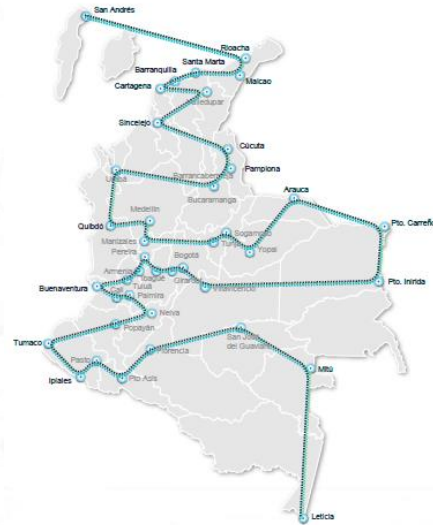 San Andrés
Rioacha
Santa Marta
Barranquilla
Maicao
Cartagena
Valledupar
Sincelejo
Cúcuta
Pamplona
Barrancabermeja
Bucaramanga
Arauca
Medellín
Quibdó
Pto. Carreño
Sogamoso
Manizales
Tunja
Yopal
Pereira
Bogotá
Armenia
Ibagué
Girardot
Pto. Inirida
Buenaventura
Tuluá
Cali
Palmira
Villavicencio
Neiva
Popayán
Tumaco
San José
del Guaviare
Pasto
Florencia
Mitú
Ipiales
Pto Asís
Leticia